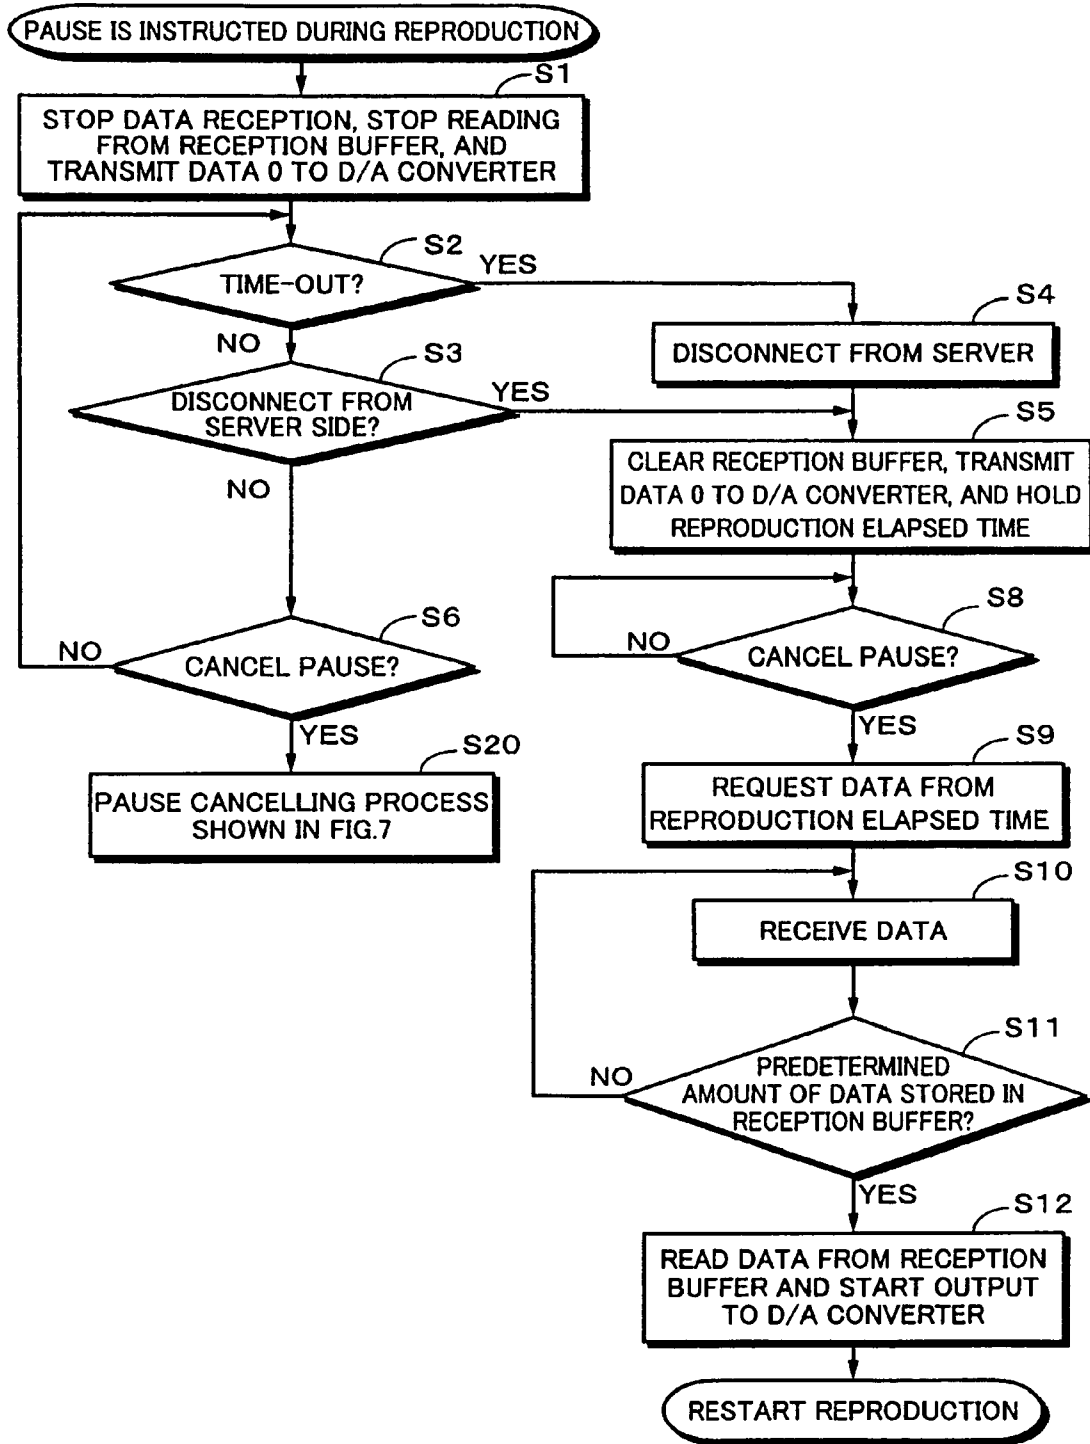 PAUSE IS INSTRUCTED DURING REPRODUCTION
S1
STOP DATA RECEPTION, STOP READING
FROM RECEPTION BUFFER, AND
TRANSMIT DATA 0 TO D/A CONVERTER
S2
TIME-OUT?
YES
NO
S3
DISCONNECT FROM
SERVER SIDE?
YES
NO
S4
DISCONNECT FROM SERVER
S5
CLEAR RECEPTION BUFFER, TRANSMIT
DATA 0 TO D/A CONVERTER, AND HOLD
REPRODUCTION ELAPSED TIME
S6
CANCEL PAUSE?
NO
YES
S20
PAUSE CANCELLING PROCESS
SHOWN IN FIG.7
S8
CANCEL PAUSE?
NO
YES
S9
REQUEST DATA FROM
REPRODUCTION ELAPSED TIME
S10
RECEIVE DATA
S11
PREDETERMINED
AMOUNT OF DATA STORED IN
RECEPTION BUFFER?
NO
YES
S12
READ DATA FROM RECEPTION
BUFFER AND START OUTPUT
TO D/A CONVERTER
RESTART REPRODUCTION